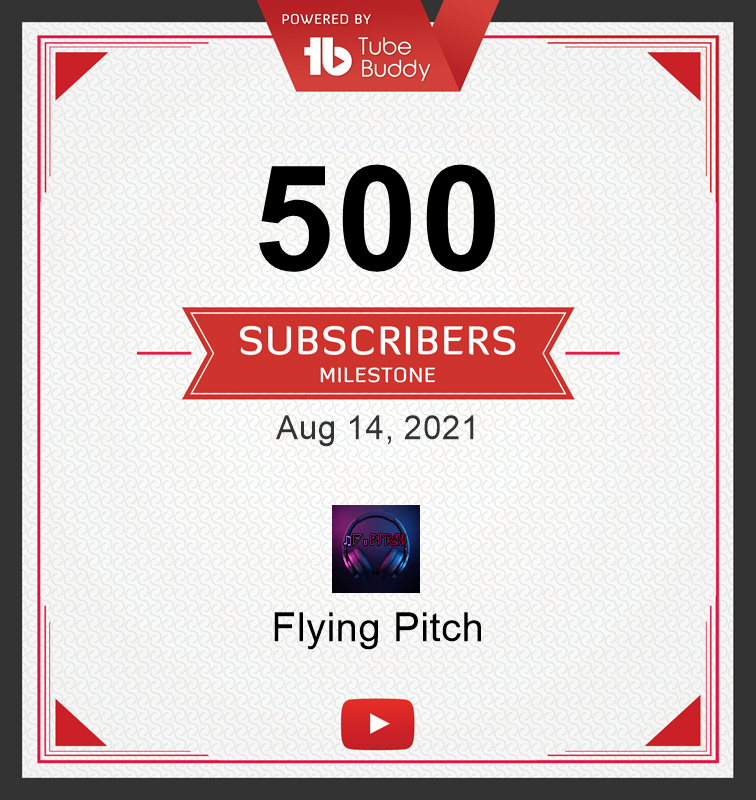 POWERED BY
Tube
Buddy
500
SUBSCRIBERS
MILESTONE
Aug 14, 2021
Flying Pitch